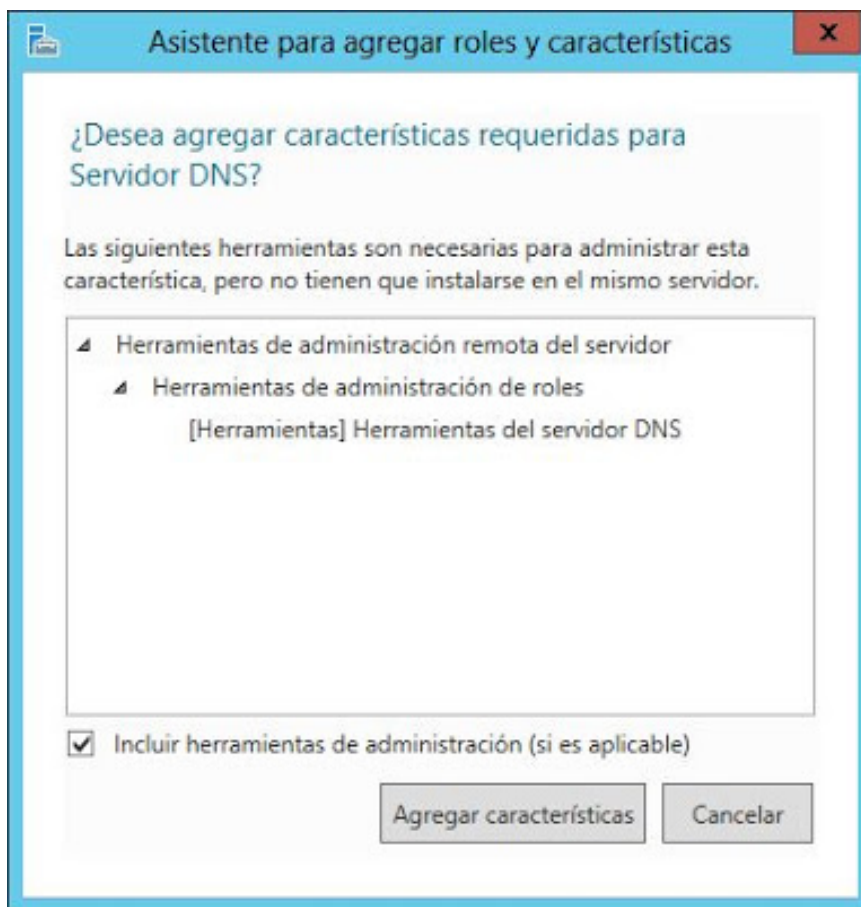 Asistente para agregar roles y características
¿Desea agregar características requeridas para
Servidor DNS?
Las siguientes herramientas son necesarias para administrar esta
característica, pero no tienen que instalarse en el mismo servidor.
Herramientas de administración remota del servidor
Herramientas de administración de roles
[Herramientas] Herramientas del servidor DNS
Incluir herramientas de administración (si es aplicable)
Agregar características
Cancelar